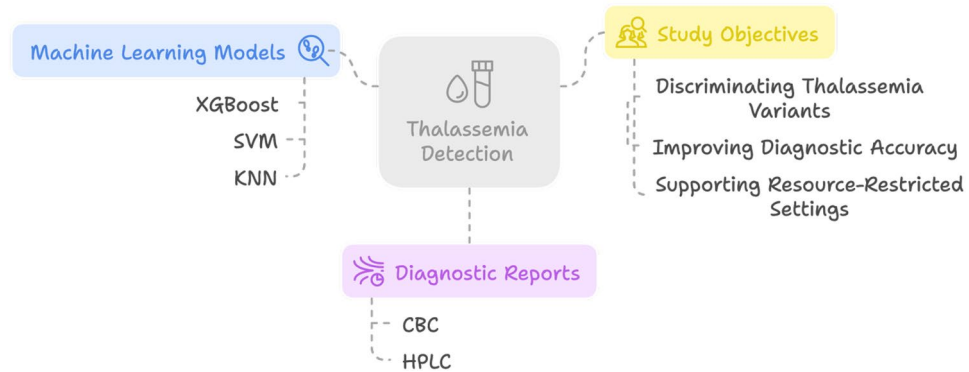 Machine Learning Models
XGBoost
SVM
KNN
Thalassemia
Detection
Study Objectives
Discriminating Thalassemia
Variants
Improving Diagnostic Accuracy
Supporting Resource-Restricted
Settings
Diagnostic Reports
CBC
HPLC